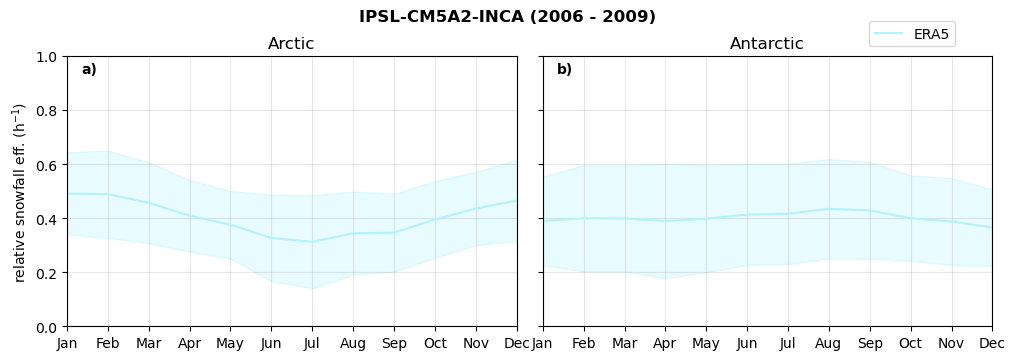 IPSL-CM5A2-INCA (2006 - 2009)
ERA5
Arctic
Antarctic
a)
b)
relative snowfall eff. (h⁻¹)
1.0
0.8
0.6
0.4
0.2
0.0
Jan Feb Mar Apr May Jun Jul Aug Sep Oct Nov Dec
Jan Feb Mar Apr May Jun Jul Aug Sep Oct Nov Dec